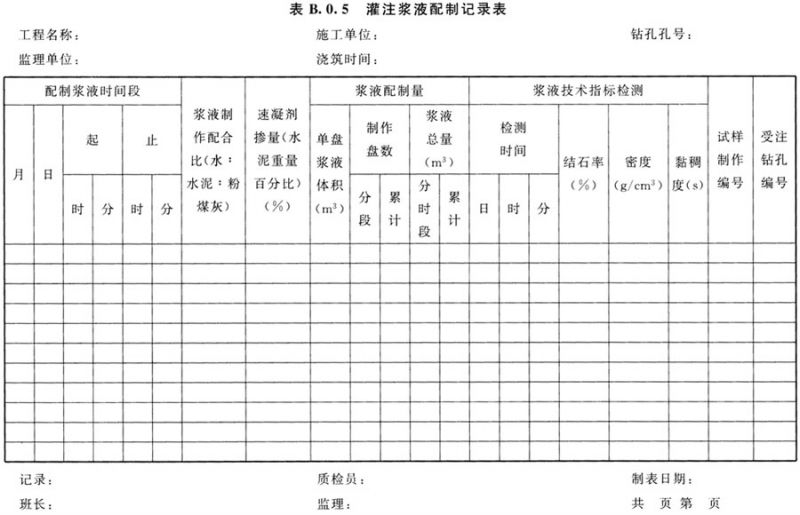 表 B.0.5 灌注浆液配制记录表
工程名称： 施工单位： 钻孔孔号：
监理单位： 浇筑时间：
配制浆液时间段 浆液配制量 浆液技术指标检测
月
日
起
止
时
分
时
分
浆液制
作配合
比(水：
水泥：粉
煤灰)
速凝剂
掺量(水
泥重量
百分比)
(%)
单盘
浆液
体积
(m³)
制作
盘数
分
段
累
计
浆液
总量
(m³)
分
时
段
累
计
检测
时间
日
时
分
结石率
(%)
密度
(g/cm³)
黏稠
度(s)
试样
制作
编号
受注
钻孔
编号
记录： 质检员： 制表日期：
班长： 监理： 共 页 第 页